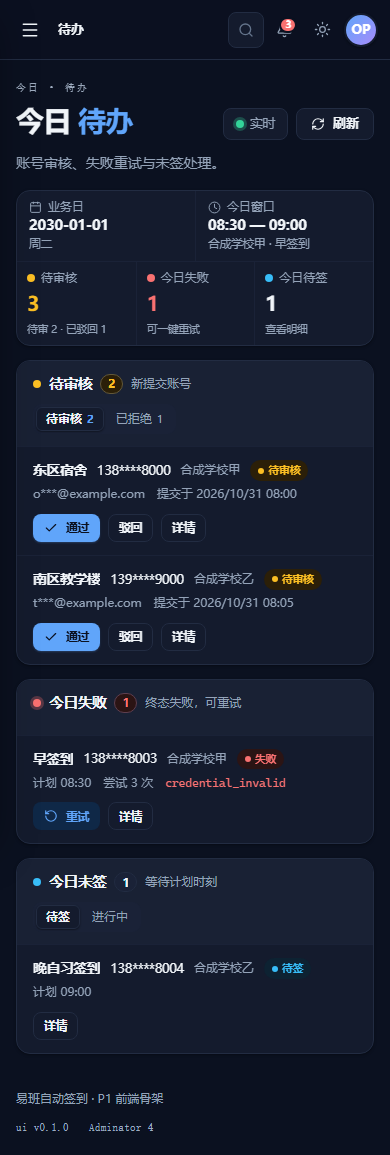 待办
3
OP
今日 • 待办
今日 待办
实时
刷新
账号审核、失败重试与未签处理。
业务日
2030-01-01
周二
今日窗口
08:30 — 09:00
合成学校甲 · 早签到
待审核
3
待审 2 · 已驳回 1
今日失败
1
可一键重试
今日待签
1
查看明细
待审核 2 新提交账号
待审核 2 已拒绝 1
东区宿舍 138****8000 合成学校甲 待审核
o***@example.com 提交于 2026/10/31 08:00
通过 驳回 详情
南区教学楼 139****9000 合成学校乙 待审核
t***@example.com 提交于 2026/10/31 08:05
通过 驳回 详情
今日失败 1 终态失败，可重试
早签到 138****8003 合成学校甲 失败
计划 08:30 尝试 3 次 credential_invalid
重试 详情
今日未签 1 等待计划时刻
待签 进行中
晚自习签到 138****8004 合成学校乙 待签
计划 09:00
详情
易班自动签到 · P1 前端骨架
ui v0.1.0 Adminator 4